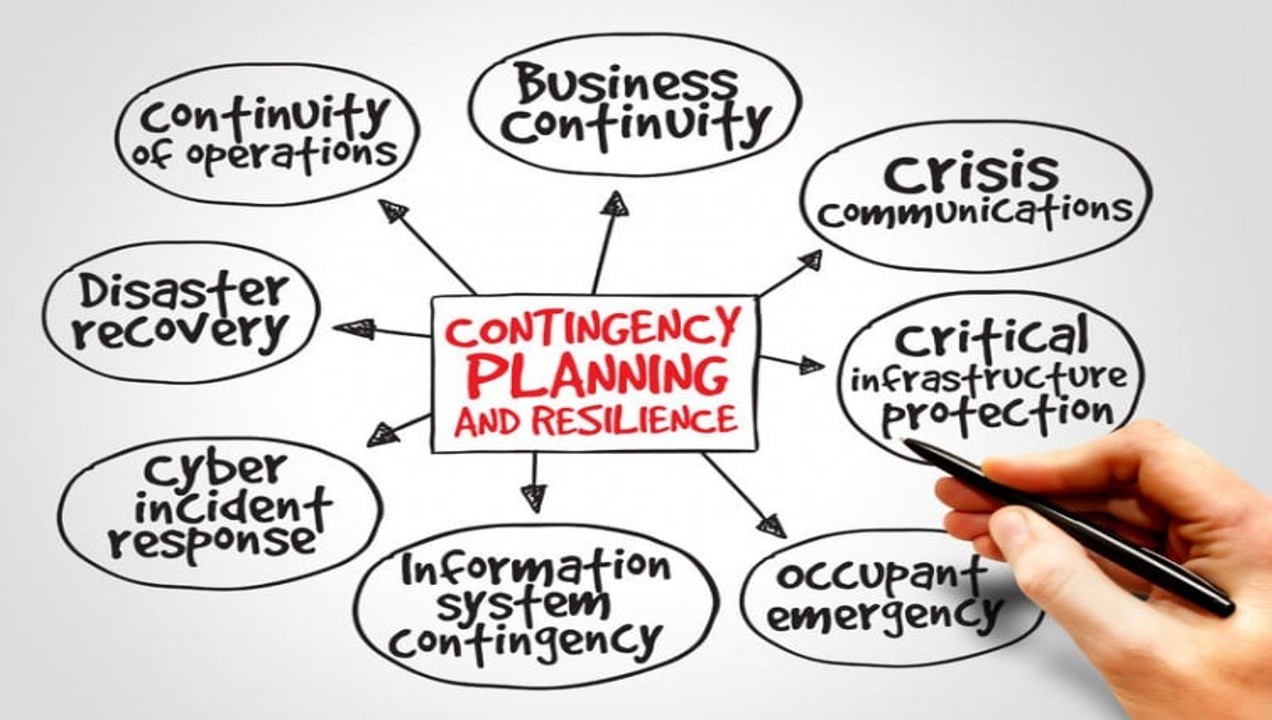 Business
Continuity
Continuity
of operations
Crisis
communications
Disaster
recovery
CONTINGENCY
PLANNING
AND RESILIENCE
Critical
infrastructure
protection
Cyber
incident
response
Information
system
contingency
Occupant
emergency